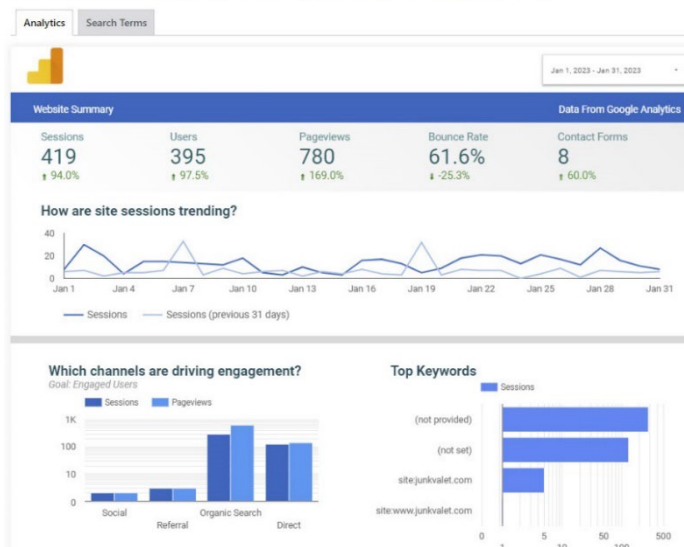 Analytics
Search Terms
Jan 1, 2023 - Jan 31, 2023
Website Summary
Data From Google Analytics
Sessions
Users
Pageviews
Bounce Rate
Contact Forms
419
395
780
61.6%
8
94.0%
97.5%
169.0%
-25.3%
60.0%
How are site sessions trending?
40
20
0
Jan 1
Jan 4
Jan 7
Jan 10
Jan 13
Jan 16
Jan 19
Jan 22
Jan 25
Jan 28
Jan 31
Sessions
Sessions (previous 31 days)
Which channels are driving engagement?
Goal: Engaged Users
Sessions
Pageviews
1K
100
10
0
Social
Referral
Organic Search
Direct
Top Keywords
Sessions
(not provided)
(not set)
site:junkvalet.com
site:www.junkvalet.com
0
1
5
10
50
100
500